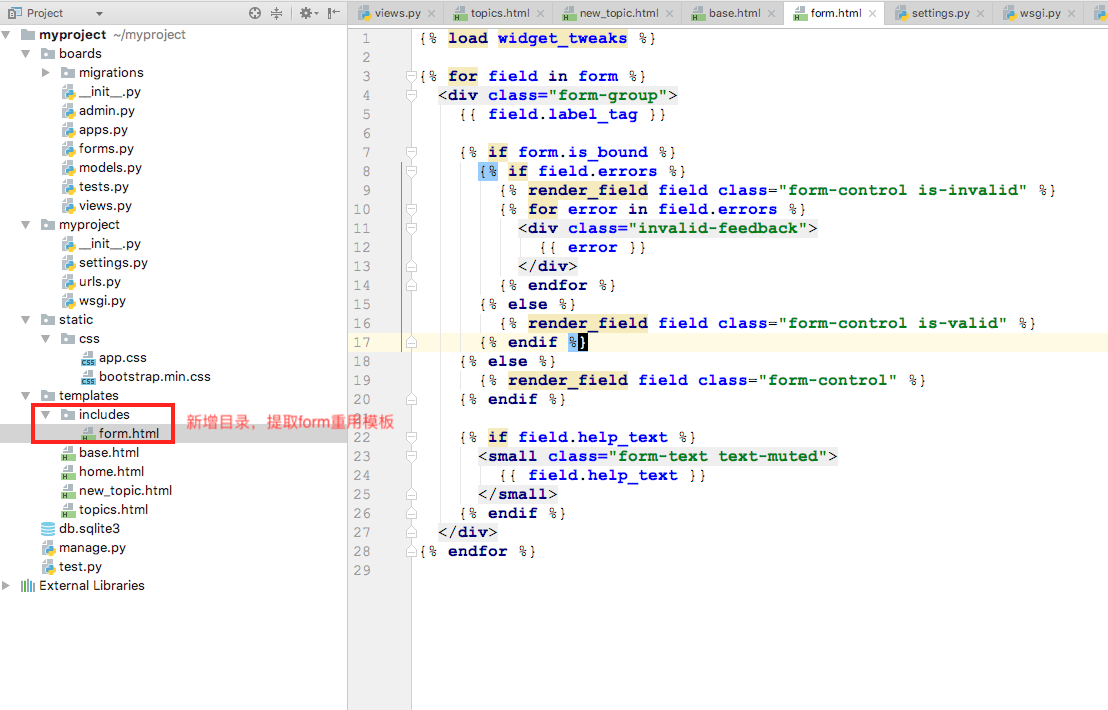 Project
views.py
topics.html
new_topic.html
base.html
form.html
settings.py
wsgi.py
myproject ~/myproject
boards
migrations
__init__.py
admin.py
apps.py
forms.py
models.py
tests.py
views.py
myproject
__init__.py
settings.py
urls.py
wsgi.py
static
css
app.css
bootstrap.min.css
templates
includes
form.html
base.html
home.html
new_topic.html
topics.html
db.sqlite3
manage.py
test.py
External Libraries
新增目录，提取form重用模板
1 {% load widget_tweaks %}
2
3 {% for field in form %}
4 <div class="form-group">
5 {{ field.label_tag }}
6
7 {% if form.is_bound %}
8 {% if field.errors %}
9 {% render_field field class="form-control is-invalid" %}
10 {% for error in field.errors %}
11 <div class="invalid-feedback">
12 {{ error }}
13 </div>
14 {% endfor %}
15 {% else %}
16 {% render_field field class="form-control is-valid" %}
17 {% endif %}
18 {% else %}
19 {% render_field field class="form-control" %}
20 {% endif %}
21
22 {% if field.help_text %}
23 <small class="form-text text-muted">
24 {{ field.help_text }}
25 </small>
26 {% endif %}
27 </div>
28 {% endfor %}
29